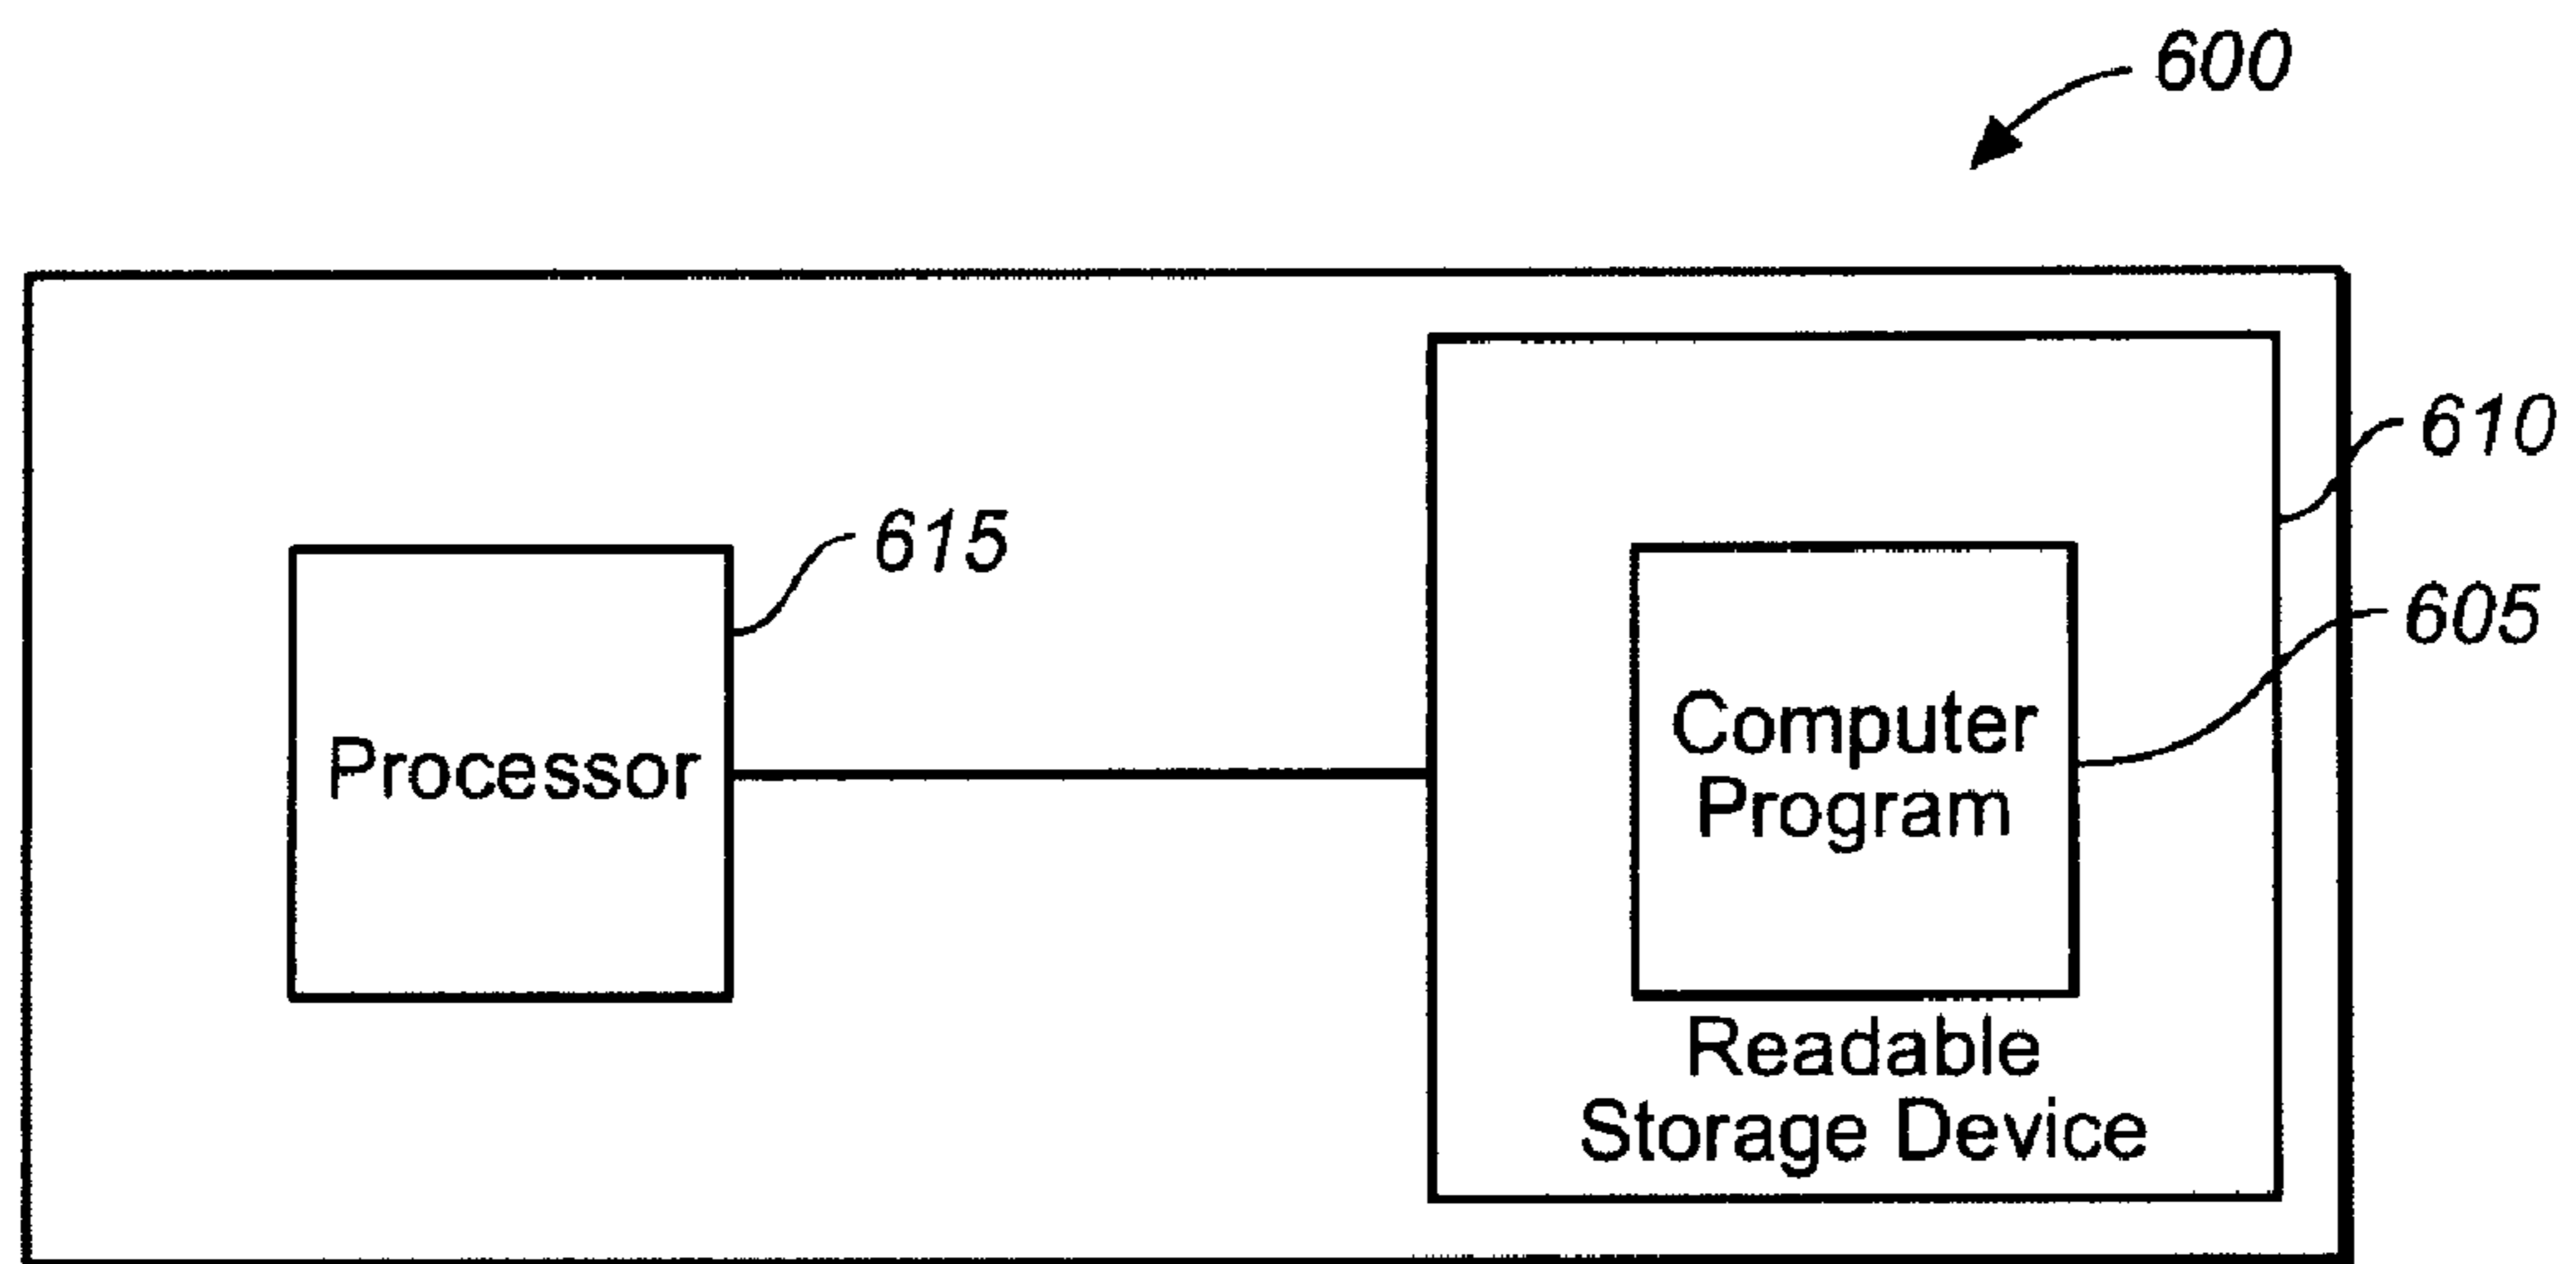 600
610
615
605
Processor
Computer
Program
Readable
Storage Device